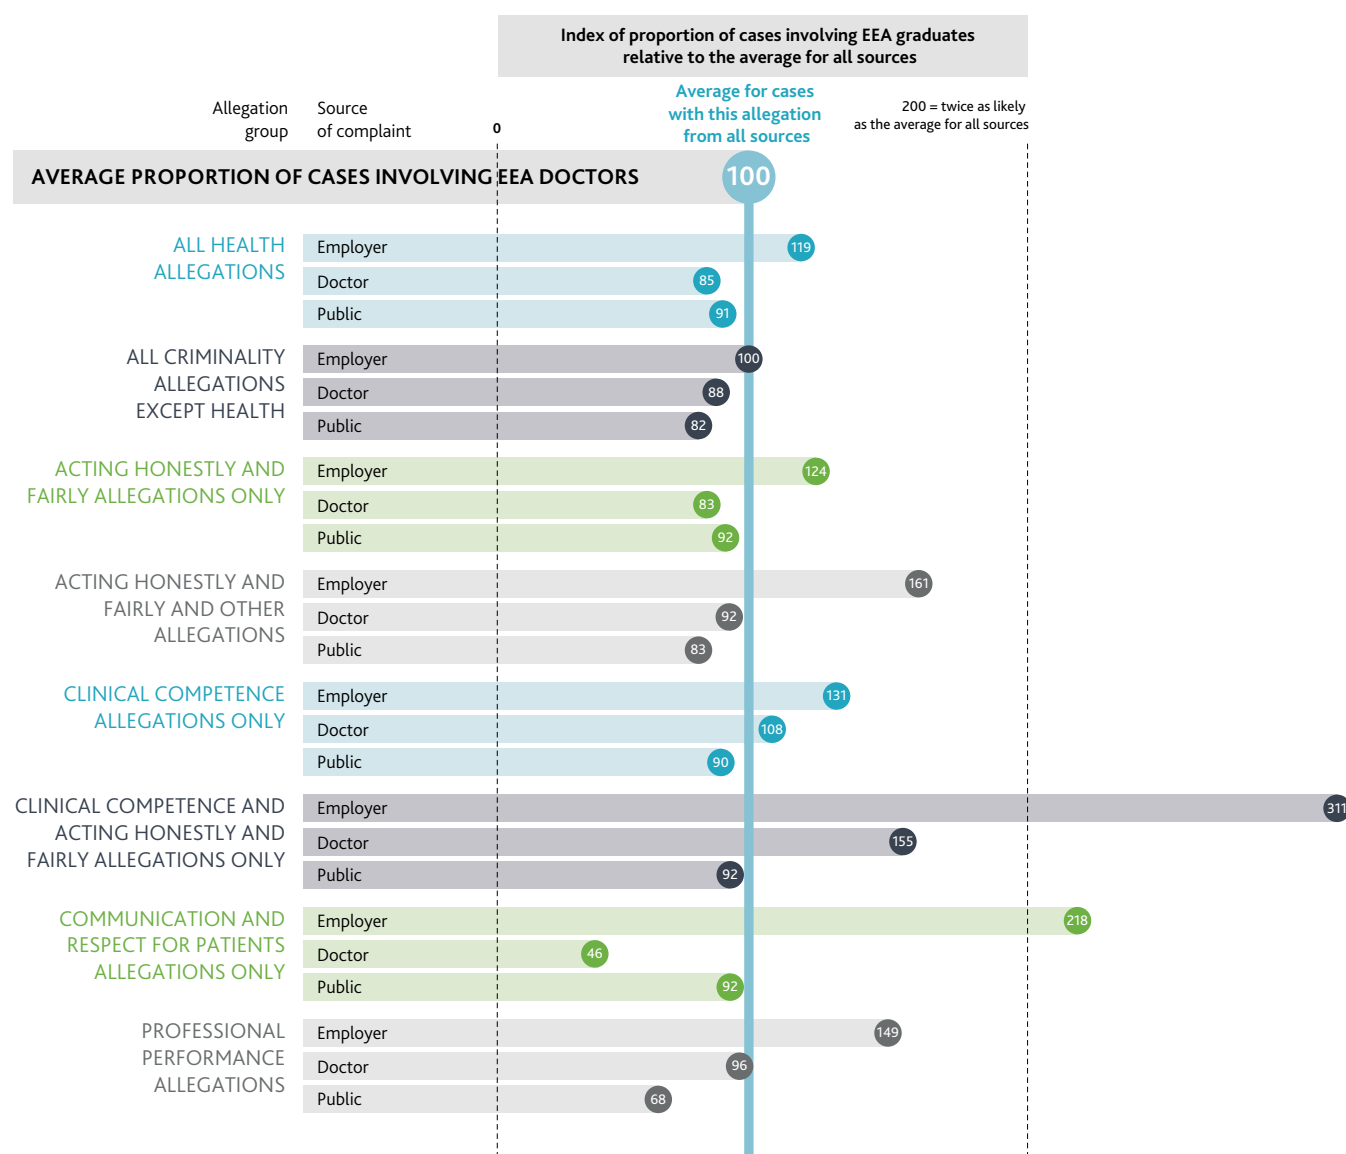 Index of proportion of cases involving EEA graduates
relative to the average for all sources
Allegation
group
Source
of complaint
0
Average for cases
with this allegation
from all sources
200 = twice as likely
as the average for all sources
AVERAGE PROPORTION OF CASES INVOLVING EEA DOCTORS 100
ALL HEALTH
ALLEGATIONS
Employer 119
Doctor 85
Public 91
ALL CRIMINALITY
ALLEGATIONS
EXCEPT HEALTH
Employer 100
Doctor 88
Public 82
ACTING HONESTLY AND
FAIRLY ALLEGATIONS ONLY
Employer 124
Doctor 83
Public 92
ACTING HONESTLY AND
FAIRLY AND OTHER
ALLEGATIONS
Employer 161
Doctor 92
Public 83
CLINICAL COMPETENCE
ALLEGATIONS ONLY
Employer 131
Doctor 108
Public 90
CLINICAL COMPETENCE AND
ACTING HONESTLY AND
FAIRLY ALLEGATIONS ONLY
Employer 311
Doctor 155
Public 92
COMMUNICATION AND
RESPECT FOR PATIENTS
ALLEGATIONS ONLY
Employer 218
Doctor 46
Public 92
PROFESSIONAL
PERFORMANCE
ALLEGATIONS
Employer 149
Doctor 96
Public 68